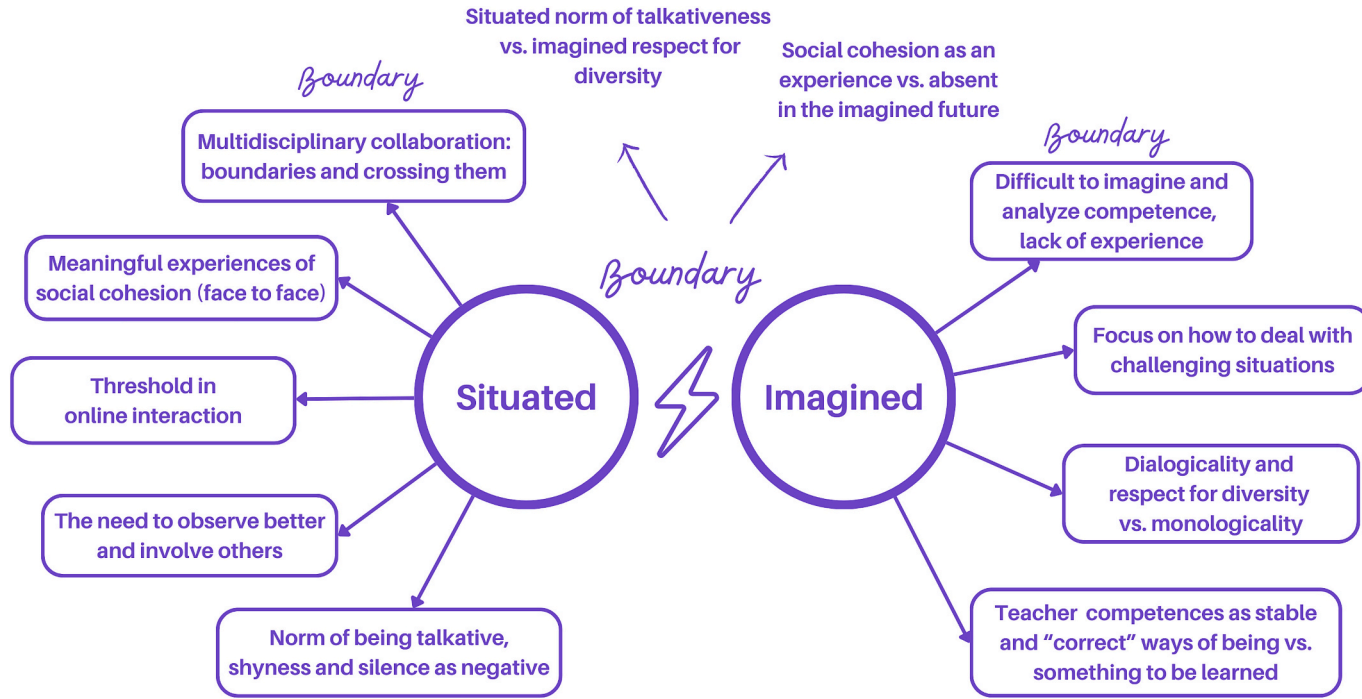 Situated norm of talkativeness
vs. imagined respect for
diversity
Social cohesion as an
experience vs. absent
in the imagined future
Boundary
Multidisciplinary collaboration:
boundaries and crossing them
Boundary
Difficult to imagine and
analyze competence,
lack of experience
Meaningful experiences of
social cohesion (face to face)
Boundary
Focus on how to deal with
challenging situations
Threshold in
online interaction
Situated
Imagined
Dialogicality and
respect for diversity
vs. monologicality
The need to observe better
and involve others
Norm of being talkative,
shyness and silence as negative
Teacher competences as stable
and “correct” ways of being vs.
something to be learned